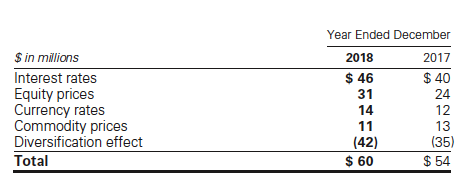 Year Ended December
$ in millions 2018 2017
Interest rates $ 46 $ 40
Equity prices 31 24
Currency rates 14 12
Commodity prices 11 13
Diversification effect (42) (35)
Total $ 60 $ 54